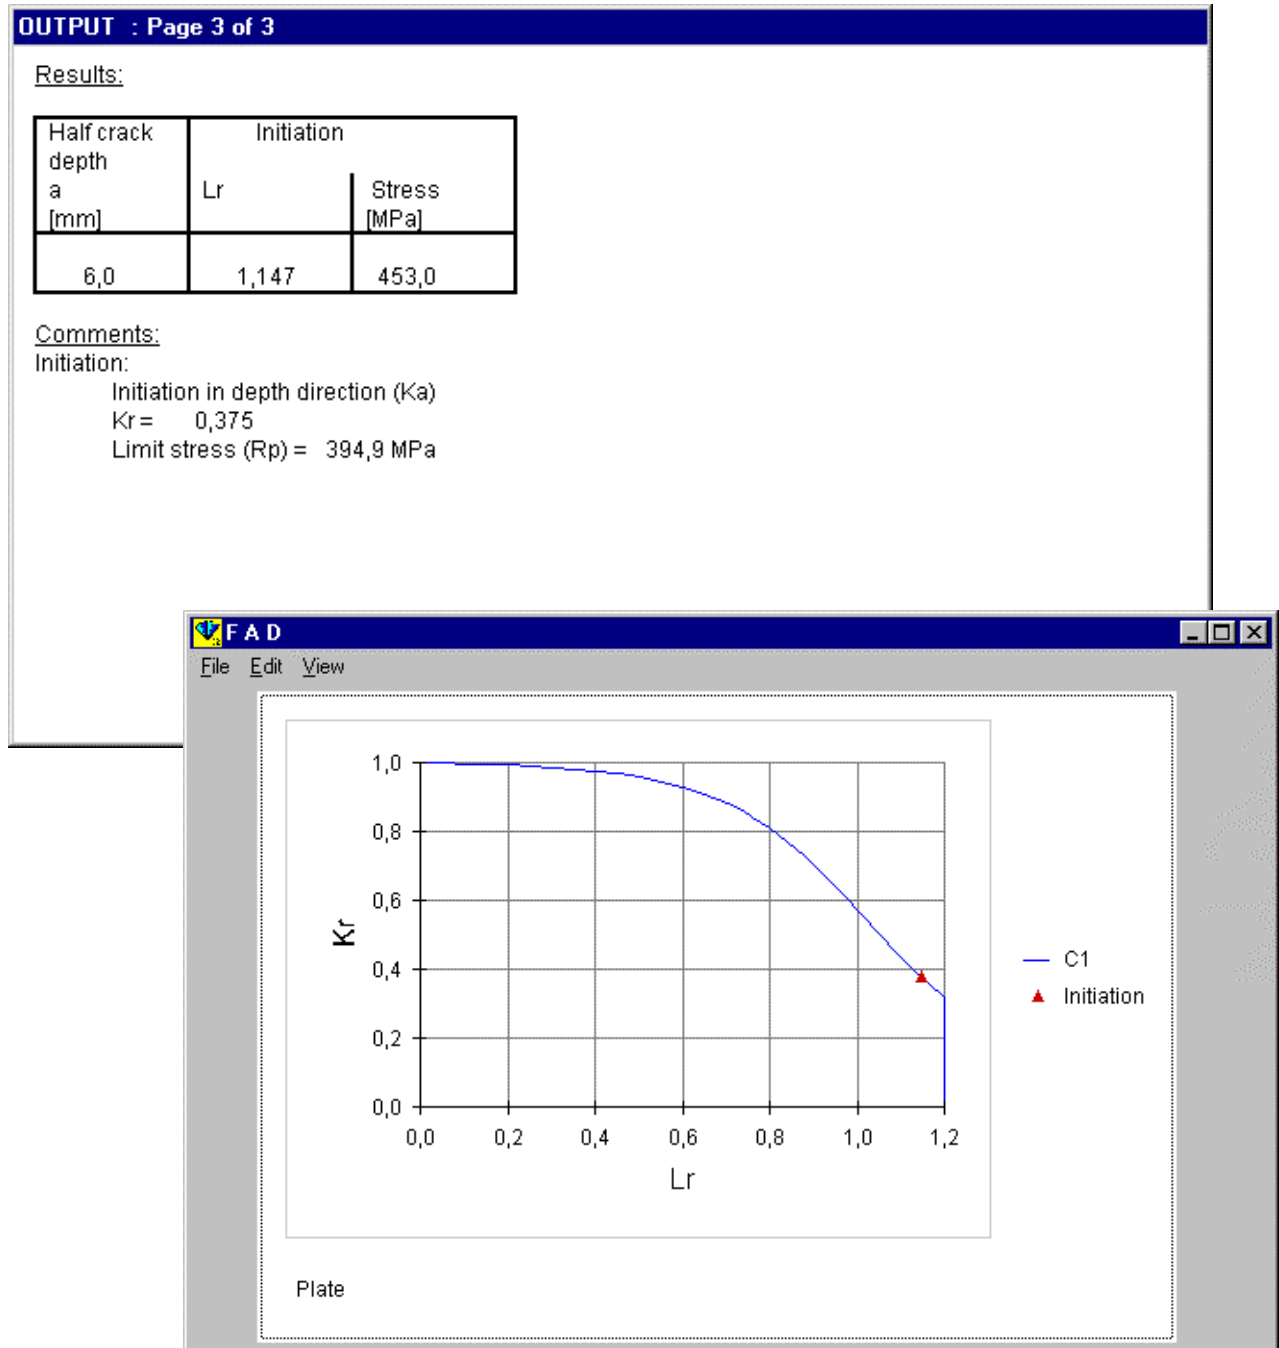 OUTPUT : Page 3 of 3
Results:
Half crack depth a [mm]
Initiation
Lr
Stress [MPa]
6,0 1,147 453,0
Comments:
Initiation:
Initiation in depth direction (Ka)
Kr = 0,375
Limit stress (Rp) = 394,9 MPa
F A D
File Edit View
1,0
0,8
0,6
0,4
0,2
0,0
Kr
0,0 0,2 0,4 0,6 0,8 1,0 1,2
Lr
C1
Initiation
Plate